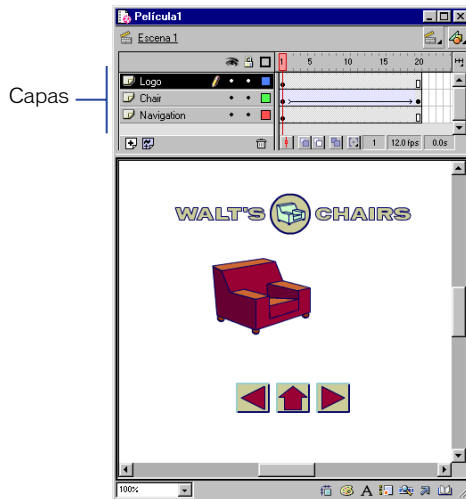 Película1
Escena 1
1 5 10 15 20
Logo
Capas
Chair
Navigation
1 12.0 fps 0.0s
WALT'S CHAIRS
100%